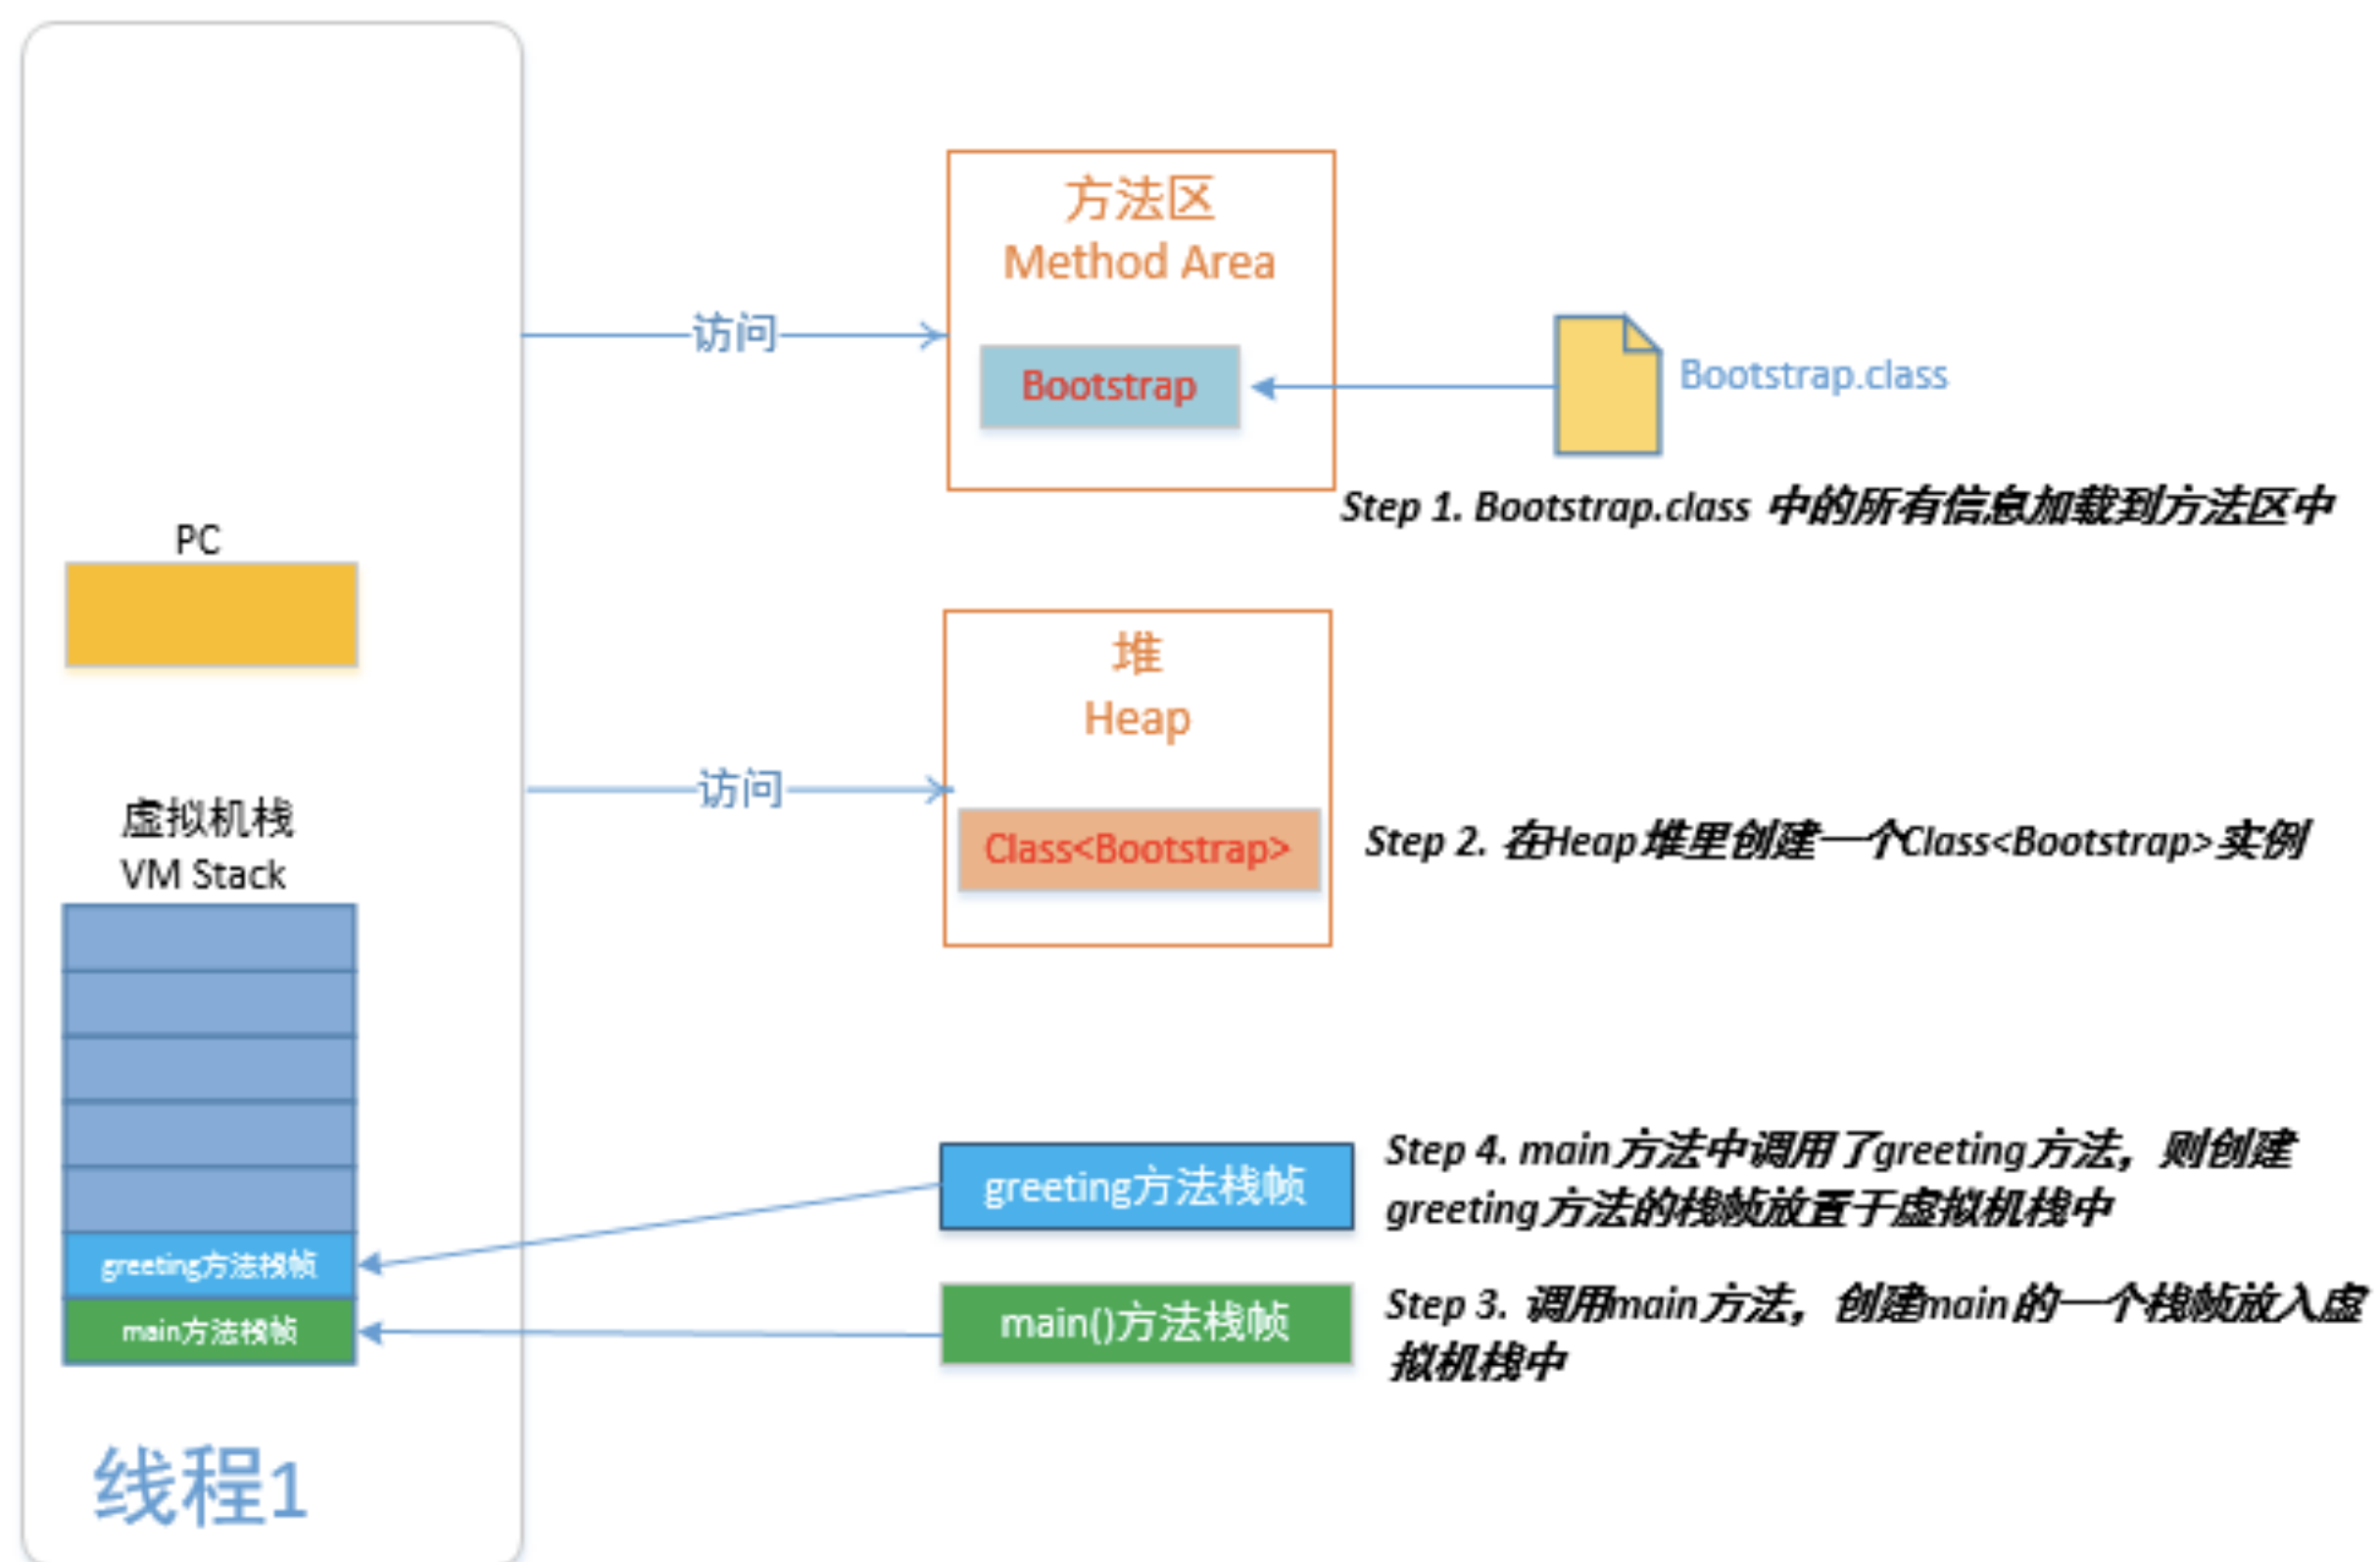 方法区
Method Area
访问
Bootstrap
Bootstrap.class
Step 1. Bootstrap.class 中的所有信息加载到方法区中
PC
堆
Heap
访问
Class<Bootstrap>
Step 2. 在Heap堆里创建一个Class<Bootstrap>实例
虚拟机栈
VM Stack
greeting方法栈帧
Step 4. main方法中调用了greeting方法，则创建
greeting方法的栈帧放置于虚拟机栈中
greeting方法栈帧
main()方法栈帧
Step 3. 调用main方法，创建main的一个栈帧放入虚
拟机栈中
main方法栈帧
线程1